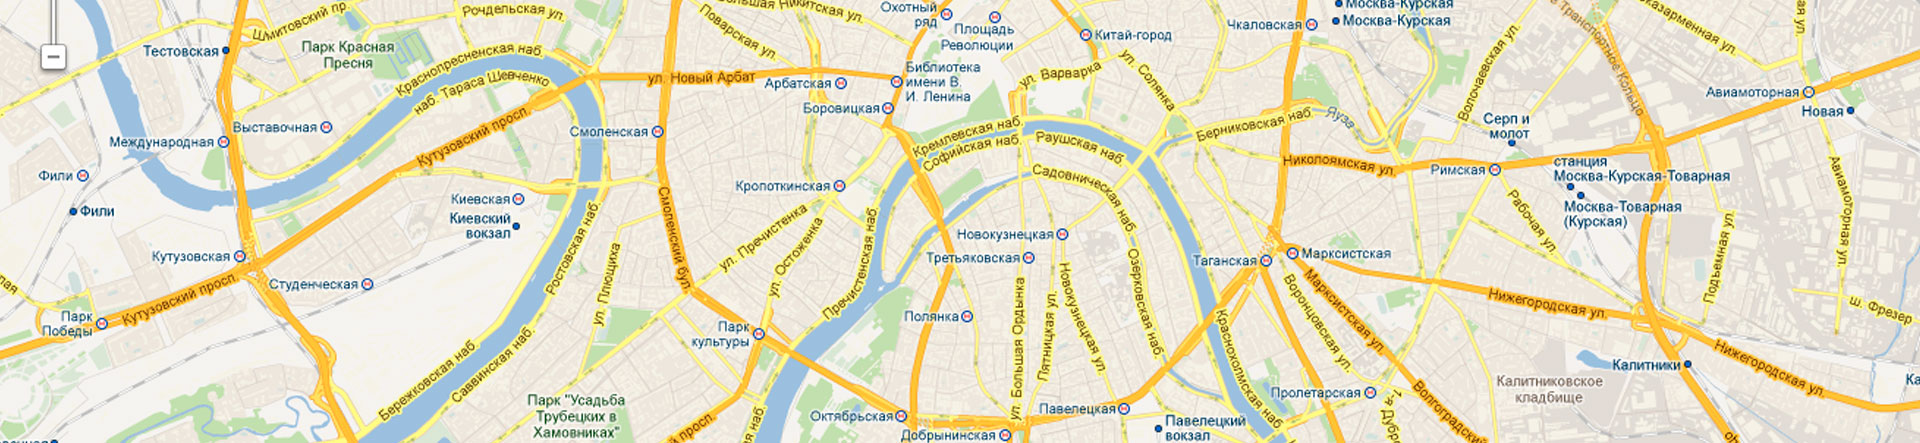 Шмитовский пр.
Рочдельская ул.
Большая Никитская ул.
Поварская ул.
Охотный
ряд
Площадь
Революции
Китай-город
Чкаловская
Москва-Курская
Москва-Курская
Транспортное Кольцо
Тестовская
Парк Красная
Пресня
Краснопресненская наб.
наб. Тараса Шевченко
ул. Новый Арбат
Арбатская
Библиотека
имени В.
И. Ленина
Боровицкая
ул. Варварка
ул. Солянка
Волочаевская ул.
Авиамоторная
Новая
Выставочная
Международная
Кутузовский просп.
Смоленская
Кремлевская наб.
Софийская наб.
Раушская наб.
Берниковская наб.
Яуза
Серп и
молот
Николоямская ул.
Римская
станция
Москва-Курская-Товарная
Москва-Товарная
(Курская)
Авиамоторная ул.
Фили
Фили
Киевская
Киевский
вокзал
Кропоткинская
Садовническая наб.
Рабочая ул.
Подъемная ул.
Ростовская наб.
Смоленский бул.
ул. Пречистенка
ул. Остоженка
Пречистенская наб.
ул. Плющиха
Новокузнецкая
Третьяковская
Озерковская наб.
Таганская
Марксистская
Кутузовская
Студенческая
Кутузовский просп.
Парк
Победы
Парк
культуры
Полянка
ул. Большая Ордынка
Пятницкая ул.
Новокузнецкая ул.
Краснохолмская наб.
Воронцовская ул.
Марксистская ул.
Нижегородская ул.
ш. Фрезер
Нижегородская ул.
Калитники
Калитниковское
кладбище
Бережковская наб.
Саввинская наб.
Парк "Усадьба
Трубецких в
Хамовниках"
Октябрьская
Добрынинская
Павелецкая
Павелецкий
вокзал
Пролетарская
Волгоградский